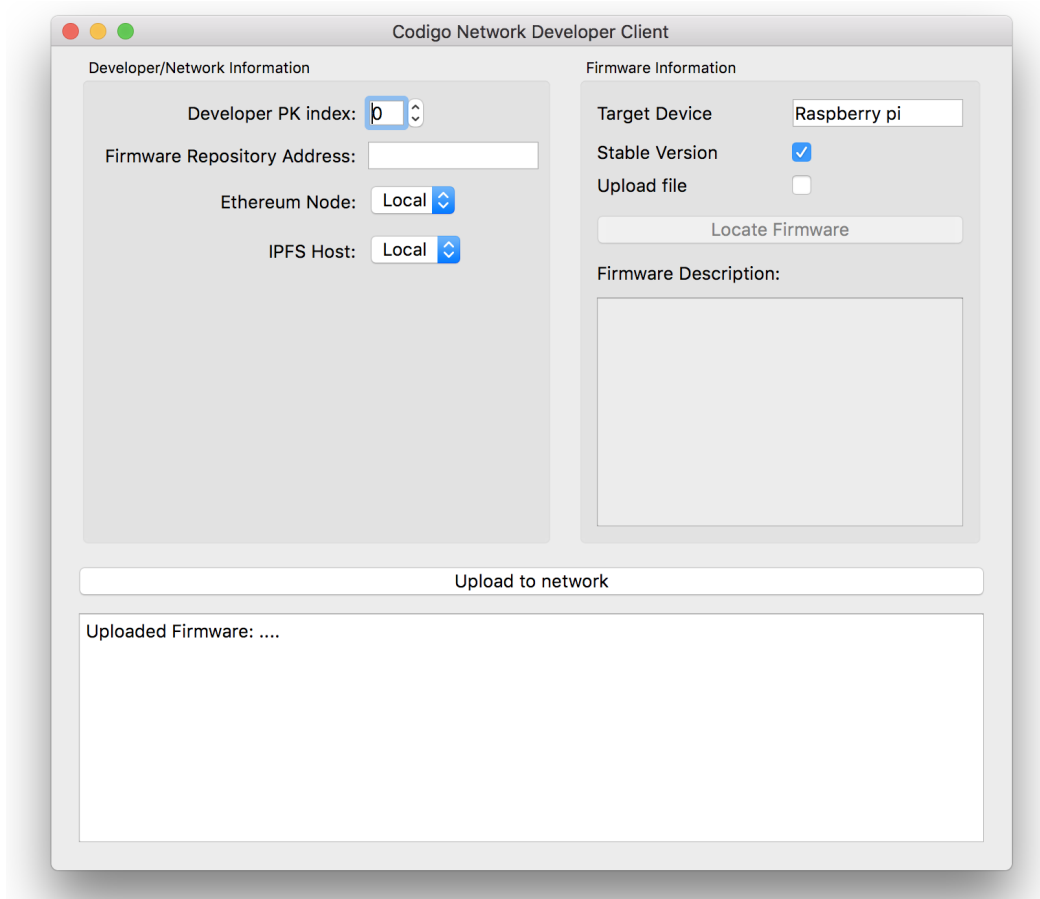 Codigo Network Developer Client
Developer/Network Information
Developer PK index: 0
Firmware Repository Address:
Ethereum Node: Local
IPFS Host: Local
Firmware Information
Target Device Raspberry pi
Stable Version
Upload file
Locate Firmware
Firmware Description:
Upload to network
Uploaded Firmware: ....